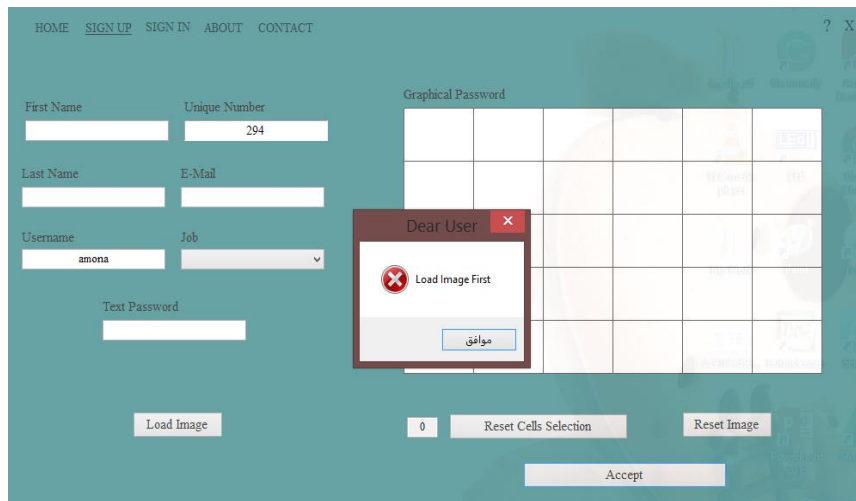 HOME SIGN UP SIGN IN ABOUT CONTACT ? X
First Name Unique Number
294
Last Name E-Mail
Username Job
amona
Text Password
Load Image
Graphical Password
Dear User X
Load Image First
موافق
0 Reset Cells Selection Reset Image
Accept